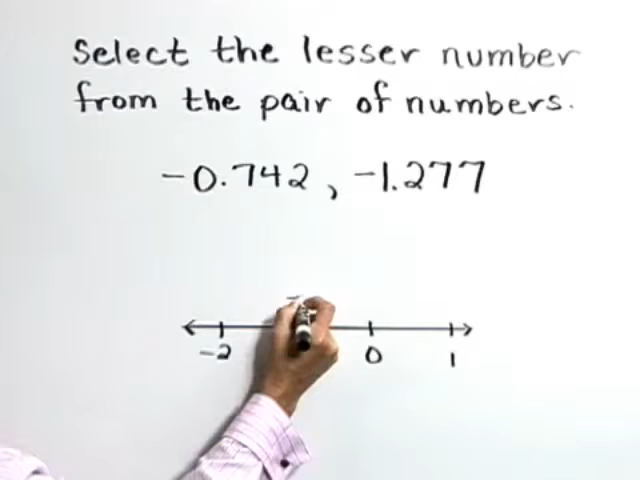 Select the lesser number
from the pair of numbers.
-0.742, -1.277
-2 0 1